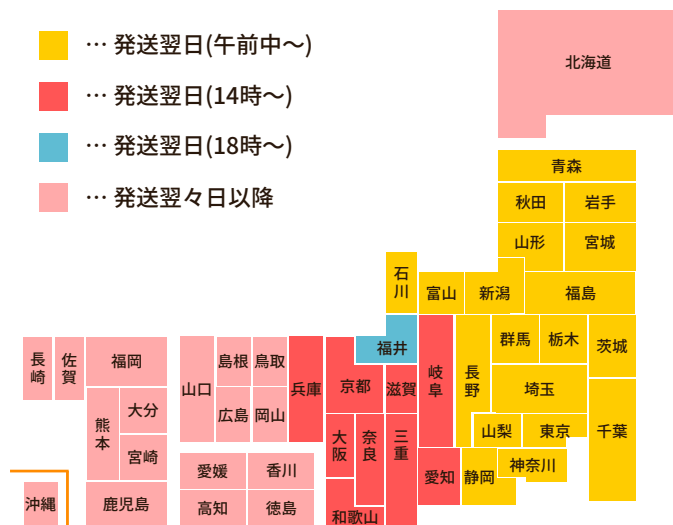 … 発送翌日(午前中〜)
… 発送翌日(14時〜)
… 発送翌日(18時〜)
… 発送翌々日以降
北海道
青森
秋田
岩手
山形
宮城
石川
富山
新潟
福島
福井
岐阜
長野
群馬
栃木
茨城
埼玉
千葉
山梨
東京
神奈川
静岡
愛知
三重
滋賀
京都
奈良
大阪
和歌山
兵庫
鳥取
島根
岡山
広島
山口
愛媛
香川
高知
徳島
福岡
佐賀
長崎
大分
熊本
宮崎
鹿児島
沖縄